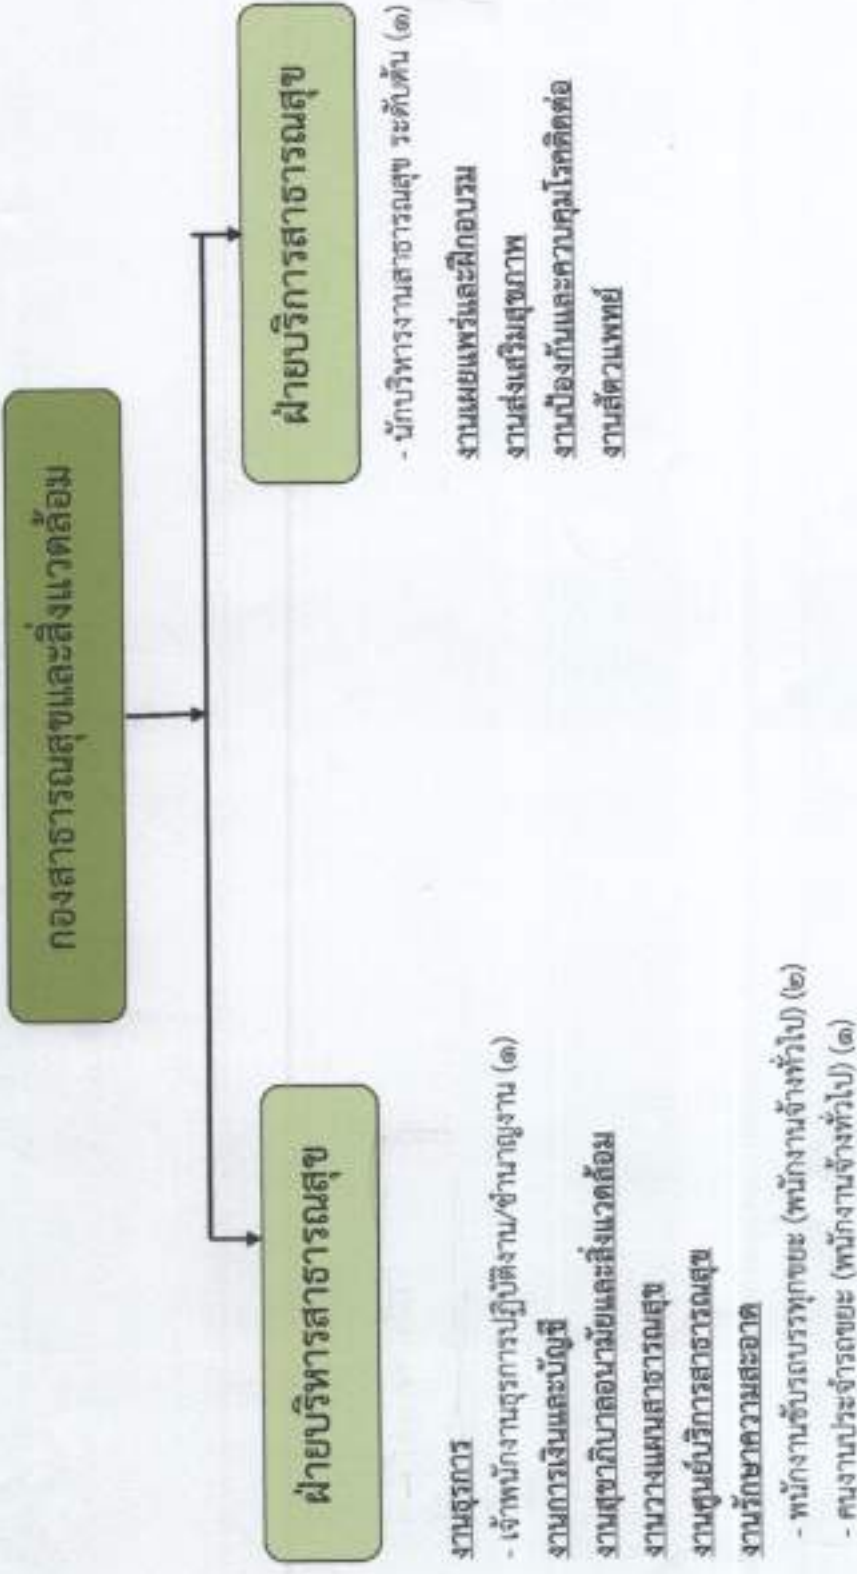 กองสาธารณสุขและสิ่งแวดล้อม
ฝ่ายบริหารสาธารณสุข
งานธุรการ
- เจ้าพนักงานธุรการปฏิบัติงาน/ชำนาญงาน (๑)
งานการเงินและบัญชี
งานสุขาภิบาลอนามัยและสิ่งแวดล้อม
งานวางแผนสาธารณสุข
งานศูนย์บริการสาธารณสุข
งานรักษาความสะอาด
- พนักงานขับรถบรรทุกขยะ (พนักงานจ้างทั่วไป) (๒)
- คนงานประจำรถขยะ (พนักงานจ้างทั่วไป) (๑)
ฝ่ายบริการสาธารณสุข
- นักบริหารงานสาธารณสุข ระดับต้น (๑)
งานเผยแพร่และฝึกอบรม
งานส่งเสริมสุขภาพ
งานป้องกันและควบคุมโรคติดต่อ
งานสัตวแพทย์